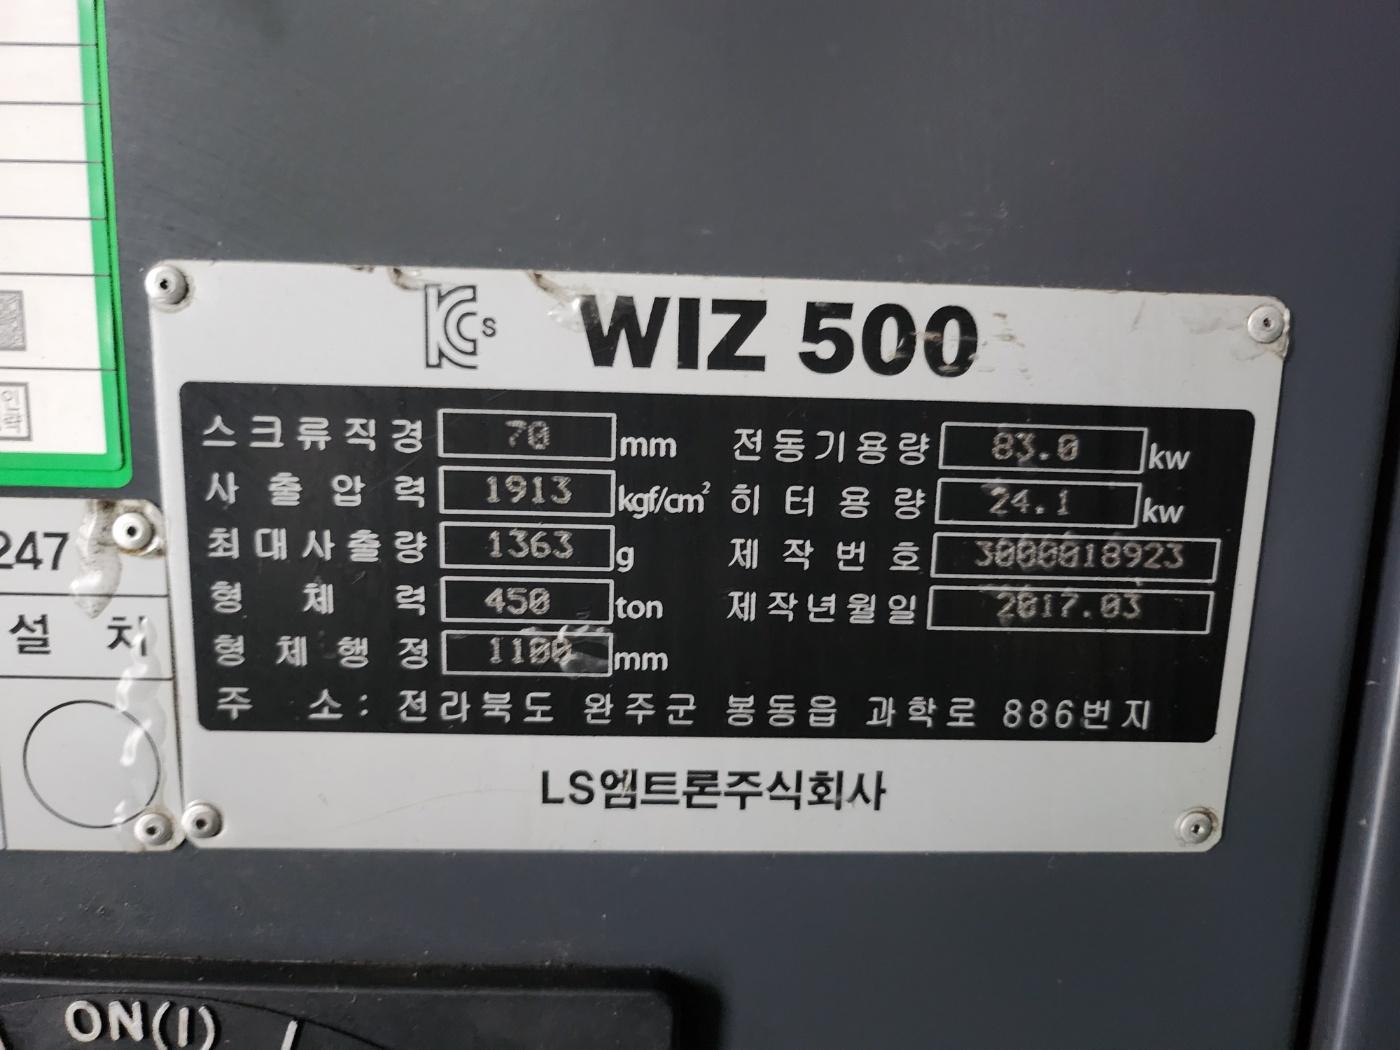 KCs WIZ 500
스크류직경 70 mm 전동기용량 83.0 kw
사출압력 1913 kgf/cm² 히터용량 24.1 kw
최대사출량 1363 g 제작번호 3000018923
형체력 450 ton 제작년월일 2017.03
형체행정 1100 mm
주소: 전라북도 완주군 봉동읍 과학로 886번지
LS엠트론주식회사
247
설 치
ON(I)